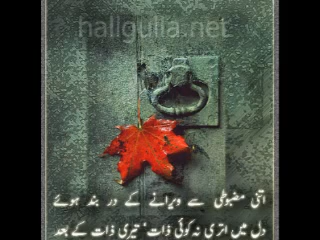 hallgulla.net
اتنی مضبوطی سے ویرانے کے در بند ہوئے
دل میں اتری نہ کوئی ذات، تیری ذات کے بعد